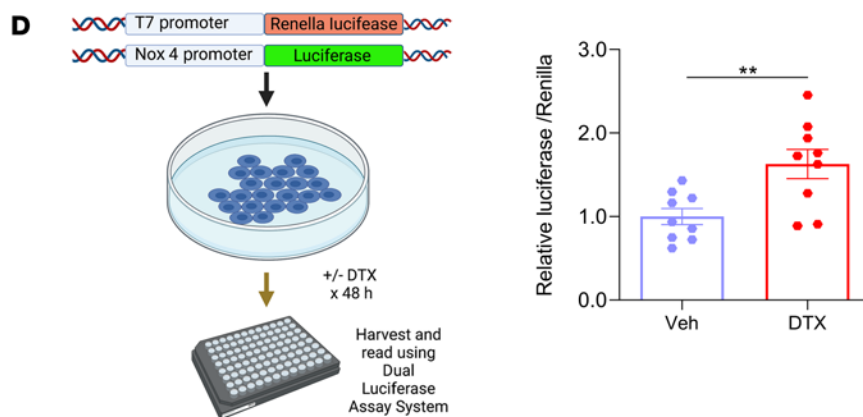 D
T7 promoter Renella lucifease
Nox 4 promoter Luciferase
+/- DTX
x 48 h
Harvest and
read using
Dual
Luciferase
Assay System
Relative luciferase /Renilla
3.0
2.0
1.0
0.0
**
Veh DTX